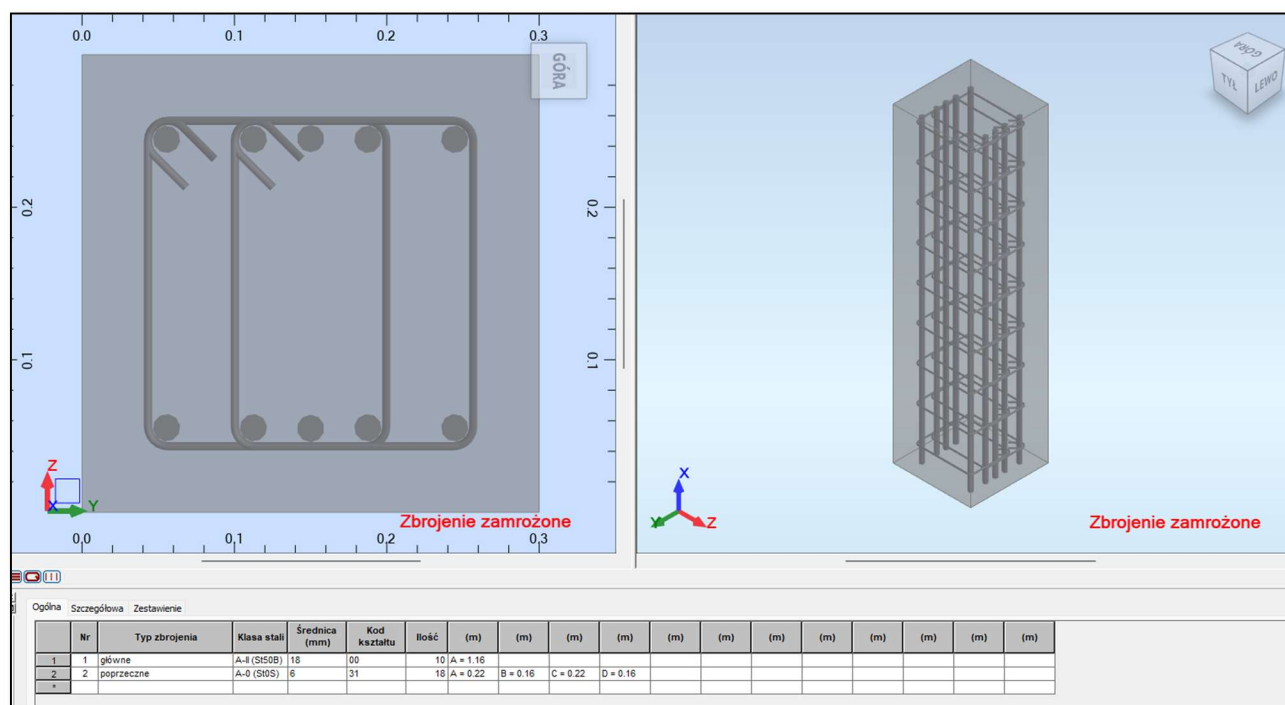 0.0 0.1 0.2 0.3
GÓRA
0.2 0.2
0.1 0.1
Z
X Y
Zbrojenie zamrożone
0,0 0,1 0,2 0,3
GÓRA
TYŁ LEWO
X
Y Z
Zbrojenie zamrożone
Ogólna Szczegółowa Zestawienie
Nr Typ zbrojenia Klasa stali Średnica (mm) Kod kształtu Ilość (m) (m) (m) (m) (m) (m) (m) (m) (m) (m) (m) (m)
1 1 główne A-II (St50B) 18 00 10 A = 1.16
2 2 poprzeczne A-0 (St0S) 6 31 18 A = 0.22 B = 0.16 C = 0.22 D = 0.16
*